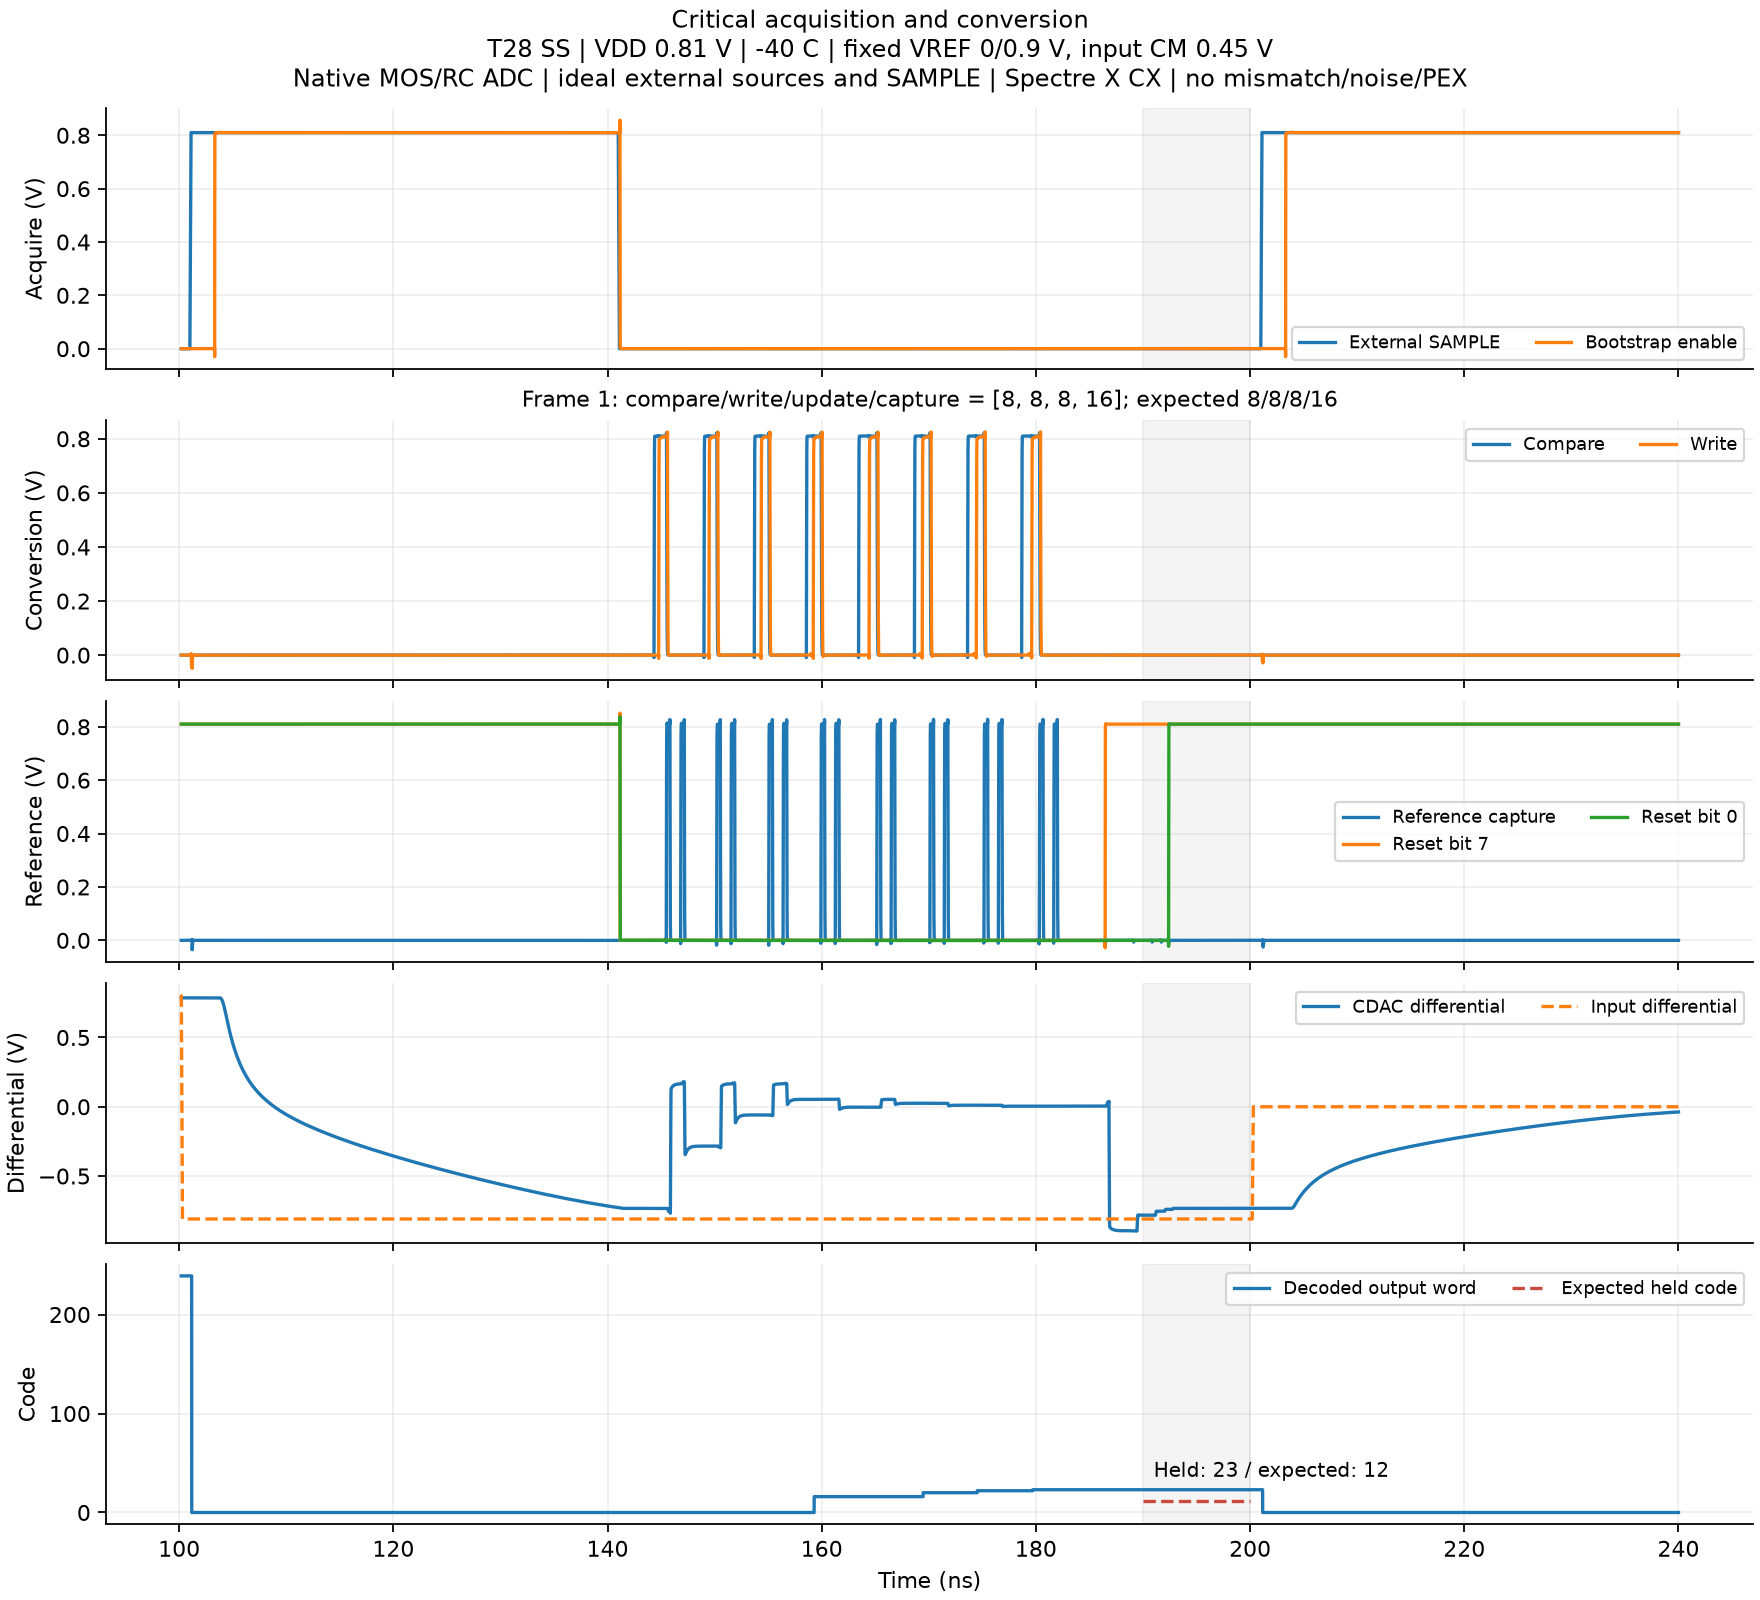 Critical acquisition and conversion
T28 SS | VDD 0.81 V | -40 C | fixed VREF 0/0.9 V, input CM 0.45 V
Native MOS/RC ADC | ideal external sources and SAMPLE | Spectre X CX | no mismatch/noise/PEX
Acquire (V)
0.8
0.6
0.4
0.2
0.0
External SAMPLE
Bootstrap enable
Frame 1: compare/write/update/capture = [8, 8, 8, 16]; expected 8/8/8/16
Conversion (V)
0.8
0.6
0.4
0.2
0.0
Compare
Write
Reference (V)
0.8
0.6
0.4
0.2
0.0
Reference capture
Reset bit 0
Reset bit 7
Differential (V)
0.5
0.0
−0.5
CDAC differential
Input differential
Code
200
100
0
Decoded output word
Expected held code
Held: 23 / expected: 12
100
120
140
160
180
200
220
240
Time (ns)